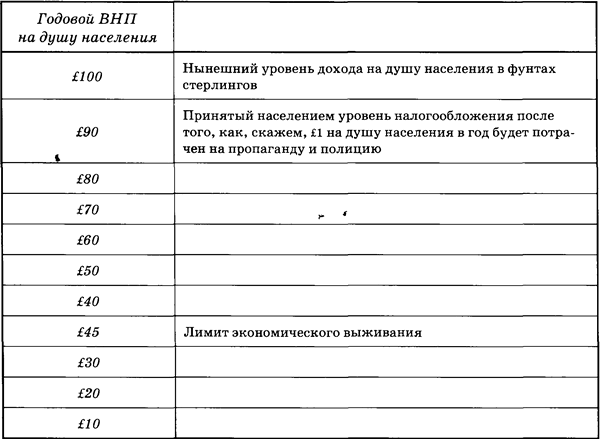 Годовой ВНП
на душу населения
£100
Нынешний уровень дохода на душу населения в фунтах
стерлингов
£90
Принятый населением уровень налогообложения после
того, как, скажем, £1 на душу населения в год будет потра-
чен на пропаганду и полицию
£80
£70
£60
£50
£40
£45
Лимит экономического выживания
£30
£20
£10